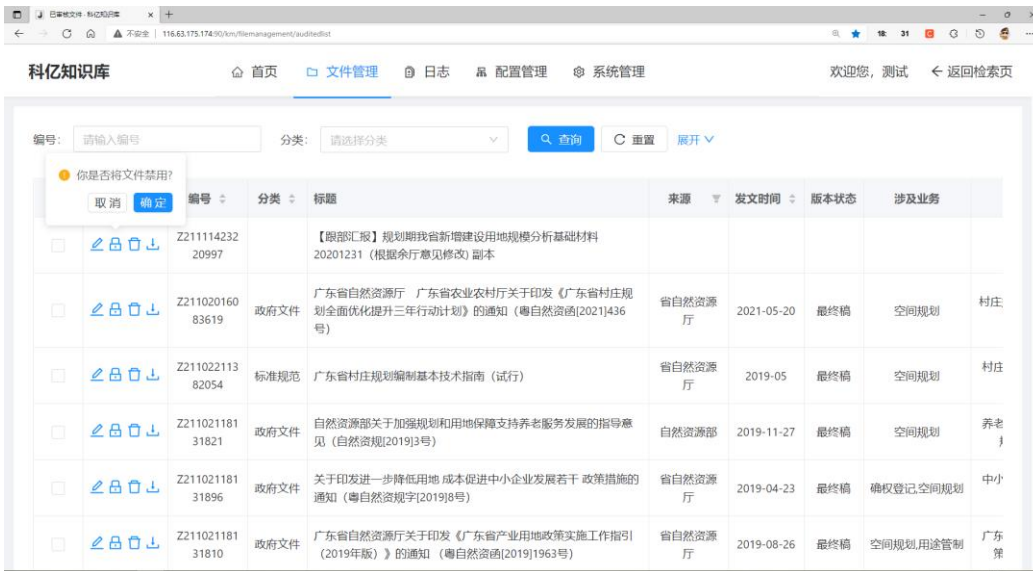 已审核文件 - 科亿知识库
不安全 | 116.63.175.174:90/km/filemanagement/auditedlist
科亿知识库 首页 文件管理 日志 配置管理 系统管理 欢迎您, 测试 返回检索页
编号: 请输入编号 分类: 请选择分类 查询 重置 展开
你是否将文件禁用?
取消 确定
编号 分类 标题 来源 发文时间 版本状态 涉及业务
Z211114232
20997
【跟部汇报】规划期我省新增建设用地规模分析基础材料
20201231（根据余厅意见修改) 副本
Z211020160
83619
政府文件
广东省自然资源厅 广东省农业农村厅关于印发《广东省村庄规
划全面优化提升三年行动计划》的通知（粤自然资函[2021]436
号）
省自然资源
厅
2021-05-20 最终稿 空间规划 村庄
Z211022113
82054
标准规范 广东省村庄规划编制基本技术指南（试行）
省自然资源
厅
2019-05 最终稿 空间规划 村庄
Z211021181
31821
政府文件
自然资源部关于加强规划和用地保障支持养老服务发展的指导意
见（自然资规[2019]3号）
自然资源部 2019-11-27 最终稿 空间规划 养老
Z211021181
31896
政府文件
关于印发进一步降低用地 成本促进中小企业发展若干 政策措施的
通知（粤自然资规字[2019]8号）
省自然资源
厅
2019-04-23 最终稿 确权登记,空间规划 中小
Z211021181
31810
政府文件
广东省自然资源厅关于印发《广东省产业用地政策实施工作指引
（2019年版）》的通知 （粤自然资函[2019]1963号）
省自然资源
厅
2019-08-26 最终稿 空间规划,用途管制 广东
策